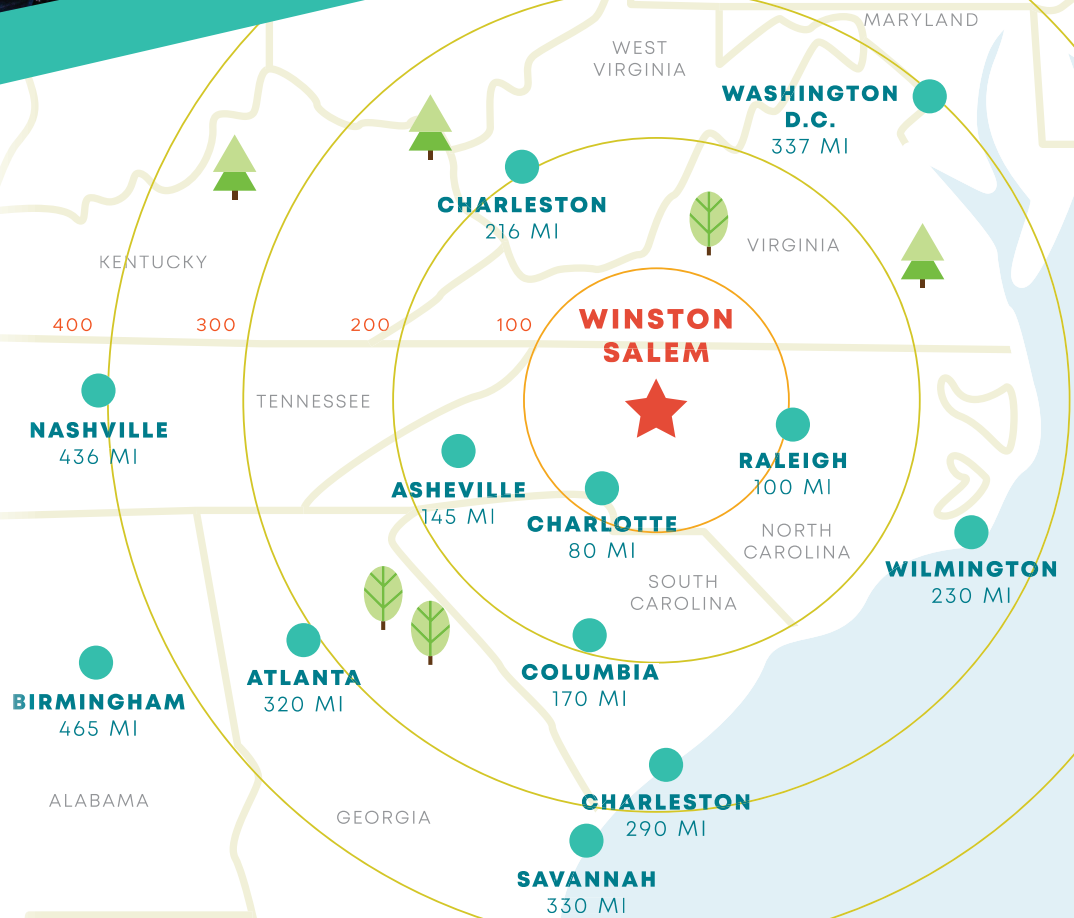 MARYLAND
WEST
VIRGINIA
WASHINGTON
D.C.
337 MI
CHARLESTON
216 MI
VIRGINIA
KENTUCKY
400
300
200
100
WINSTON
SALEM
TENNESSEE
NASHVILLE
436 MI
RALEIGH
100 MI
ASHEVILLE
145 MI
CHARLOTTE
80 MI
NORTH
CAROLINA
WILMINGTON
230 MI
SOUTH
CAROLINA
ATLANTA
320 MI
COLUMBIA
170 MI
BIRMINGHAM
465 MI
ALABAMA
GEORGIA
CHARLESTON
290 MI
SAVANNAH
330 MI